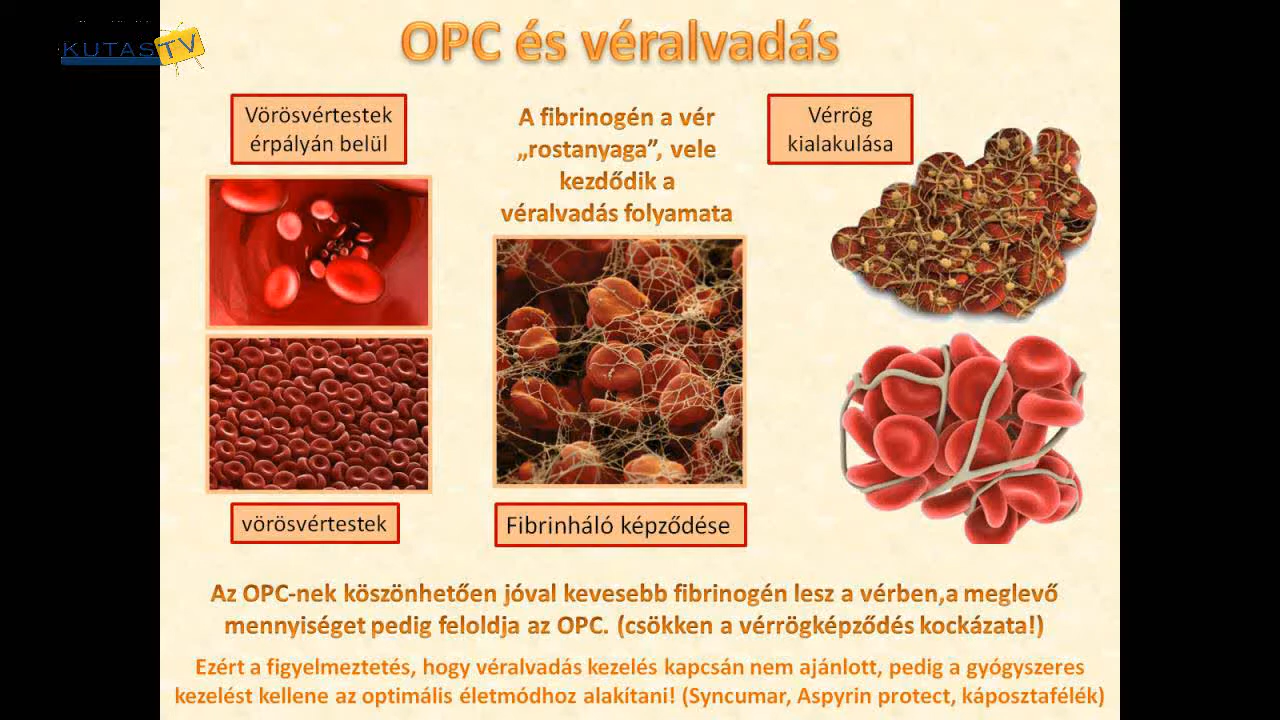 KUTAS TV
OPC és véralvadás
Vörösvértestek
érpályán belül
A fibrinogén a vér
„rostanyaga”, vele
kezdődik a
véralvadás folyamata
Vérrög
kialakulása
vörösvértestek
Fibrinháló képződése
Az OPC-nek köszönhetően jóval kevesebb fibrinogén lesz a vérben,a meglevő
mennyiséget pedig feloldja az OPC. (csökken a vérrögképződés kockázata!)
Ezért a figyelmeztetés, hogy véralvadás kezelés kapcsán nem ajánlott, pedig a gyógyszeres
kezelést kellene az optimális életmódhoz alakítani! (Syncumar, Aspyrin protect, káposztafélék)